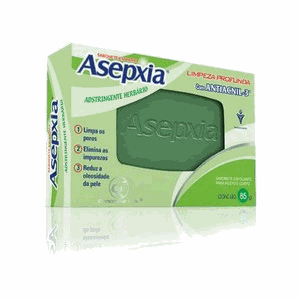 Asepxia
LIMPEZA PROFUNDA
Com ANTIACNIL-3
ADSTRINGENTE HERBÁRIO
Asepxia
1 Limpa os
poros
2 Elimina as
impurezas
3 Reduz a
oleosidade
da pele
85